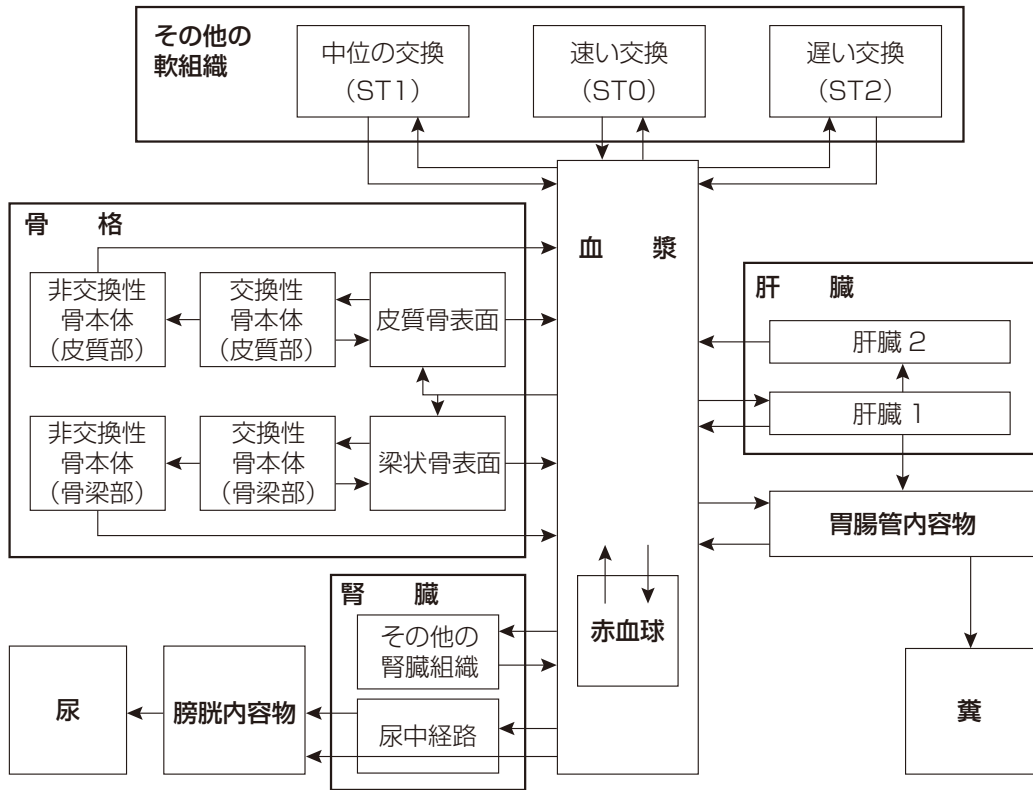 その他の
軟組織
中位の交換
（ST1）
速い交換
（ST0）
遅い交換
（ST2）
骨　格
血　漿
非交換性
骨本体
（皮質部）
交換性
骨本体
（皮質部）
皮質骨表面
肝　臓
肝臓 2
肝臓 1
非交換性
骨本体
（骨梁部）
交換性
骨本体
（骨梁部）
梁状骨表面
胃腸管内容物
腎　臓
その他の
腎臓組織
赤血球
尿
膀胱内容物
尿中経路
糞